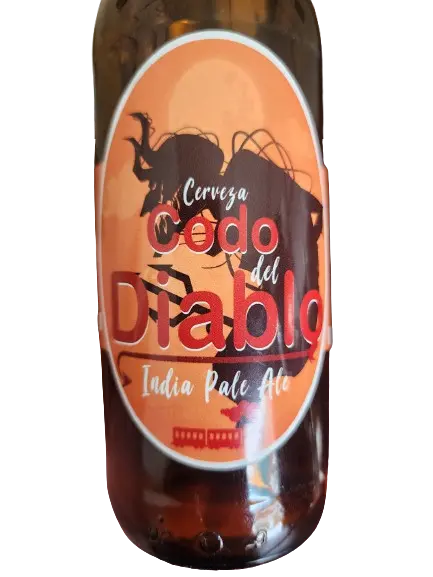 Cerveza
Codo
del
Diablo
India Pale Ale